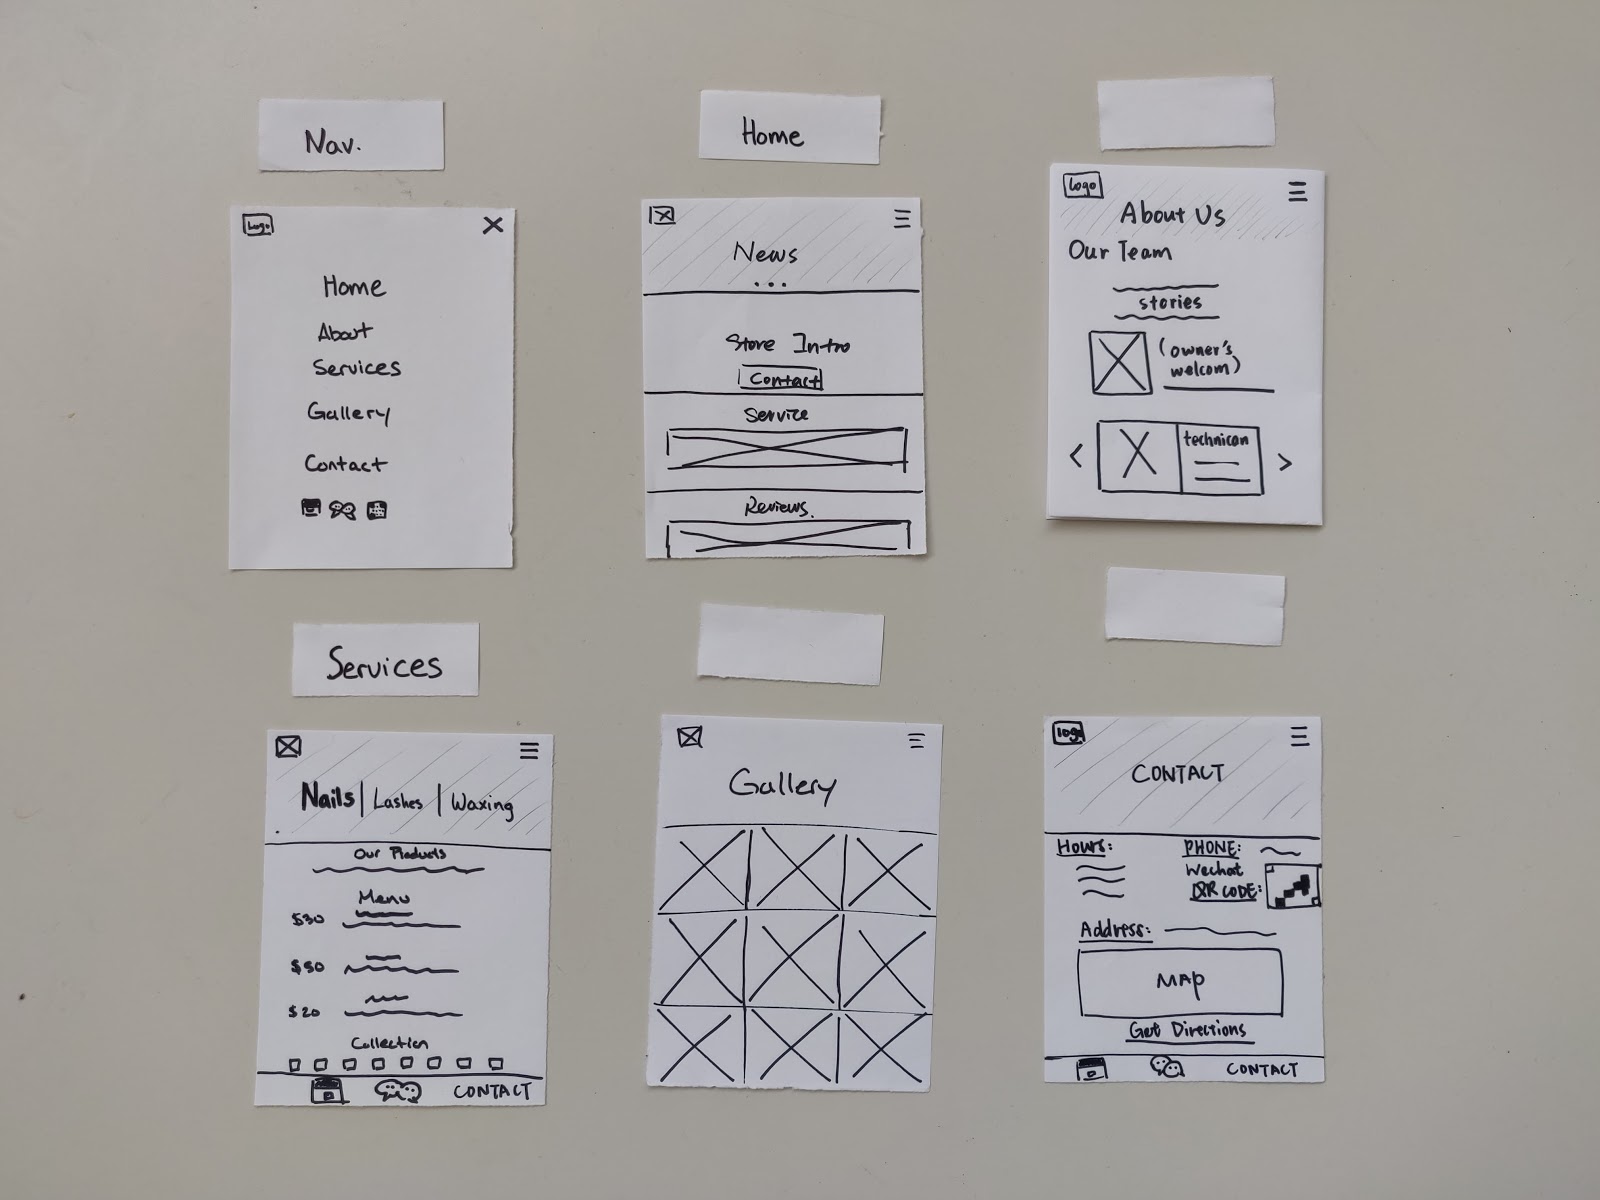 Nav.
Logo
Home
About
Services
Gallery
Contact
Home
News
...
Store Intro
Contact
Service
Reviews.
Logo
About Us
Our Team
stories
(owner's
welcom)
< technican >
Services
Nails | Lashes | Waxing
Our Products
Menu
$30
$50
$20
Collection
CONTACT
Gallery
logo
CONTACT
Hours: PHONE:
Wechat
QR CODE:
Address:
MAP
Get Directions
CONTACT